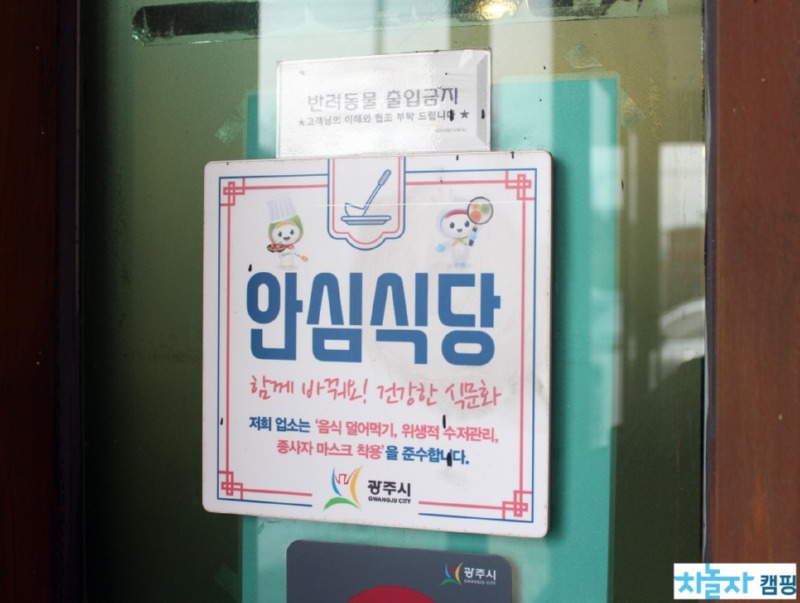 반려동물 출입금지
★고객님의 이해와 협조 부탁 드립니다★
안심식당
함께 바꿔요! 건강한 식문화
저희 업소는 '음식 덜어먹기, 위생적 수저관리,
종사자 마스크 착용'을 준수합니다.
광주시
GWANGJU CITY
광주시
GWANGJU CITY
차놀자 캠핑